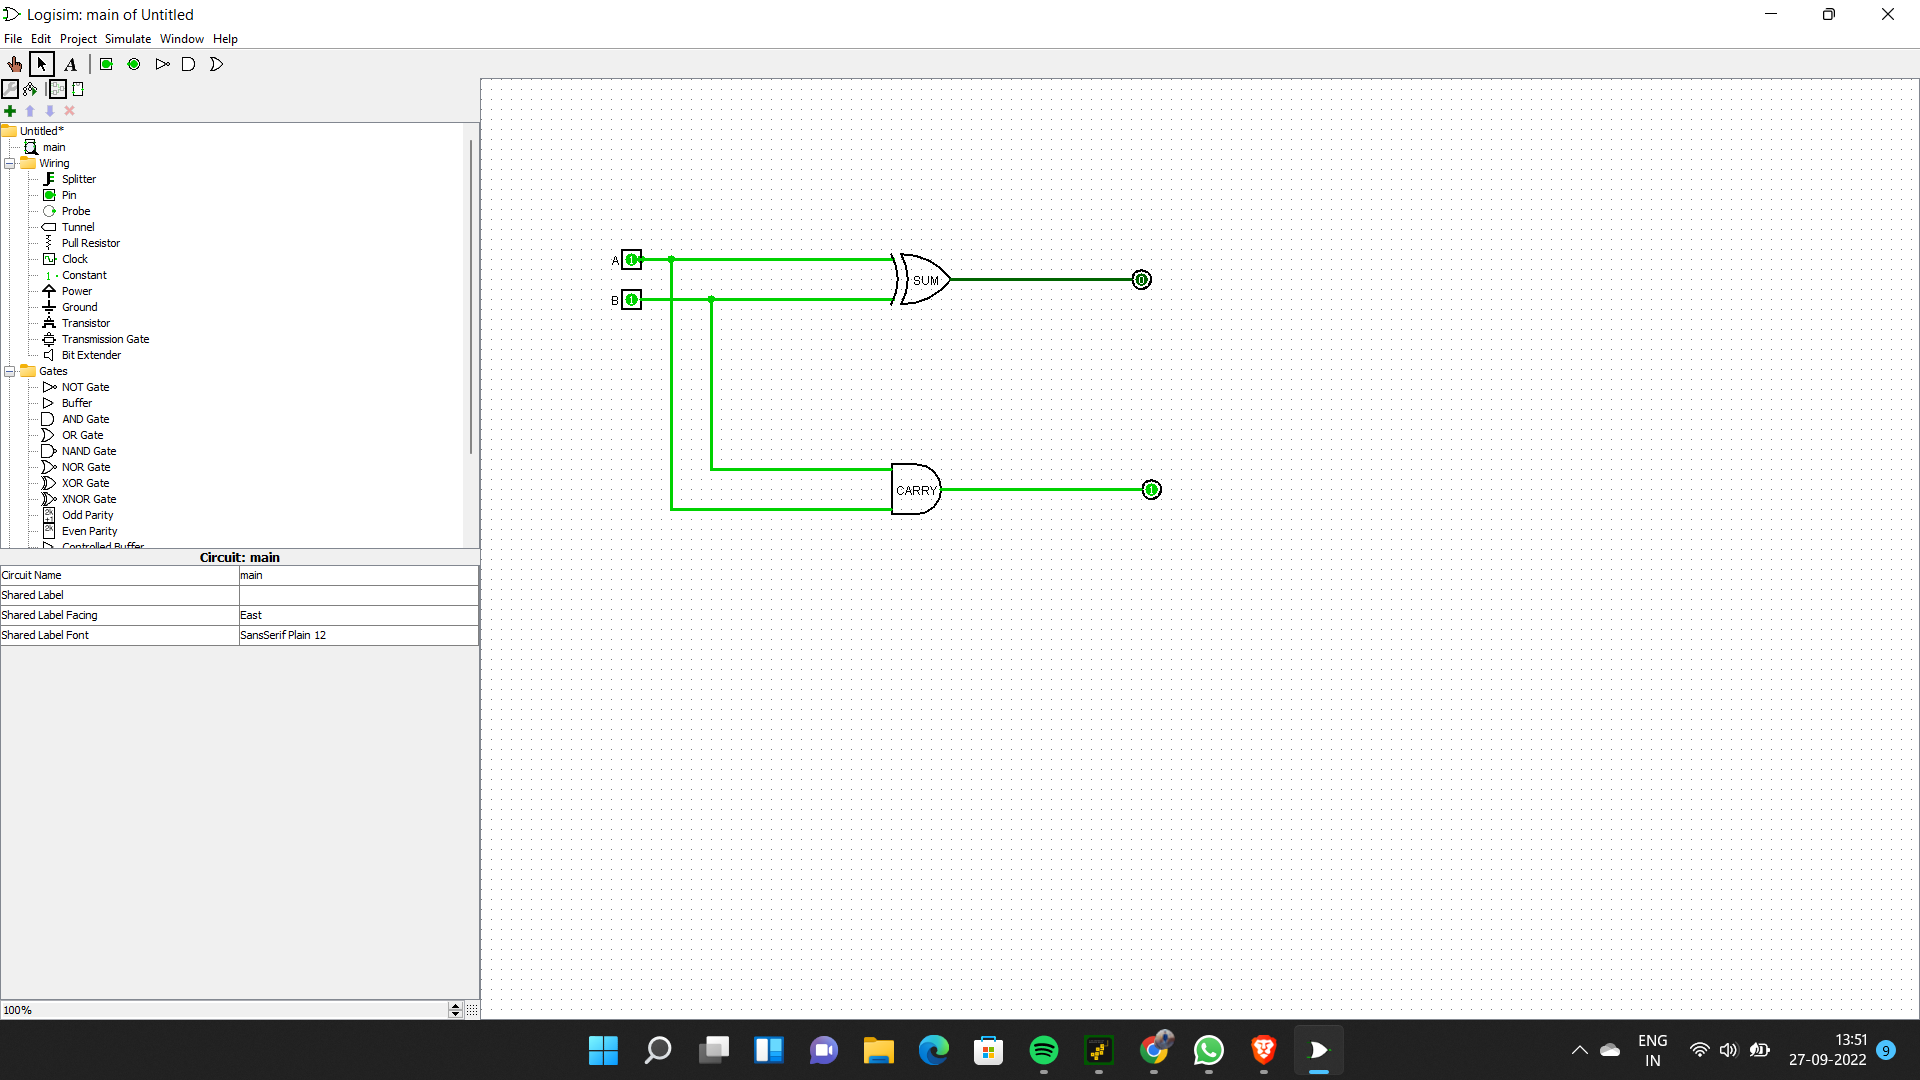 Logisim: main of Untitled
File Edit Project Simulate Window Help
A
Untitled*
main
Wiring
Splitter
Pin
Probe
Tunnel
Pull Resistor
Clock
Constant
Power
Ground
Transistor
Transmission Gate
Bit Extender
Gates
NOT Gate
Buffer
AND Gate
OR Gate
NAND Gate
NOR Gate
XOR Gate
XNOR Gate
Odd Parity
Even Parity
Controlled Buffer
Circuit: main
Circuit Name main
Shared Label
Shared Label Facing East
Shared Label Font SansSerif Plain 12
100%
A 1
B 1
SUM
0
CARRY
1
ENG
IN
13:51
27-09-2022
9